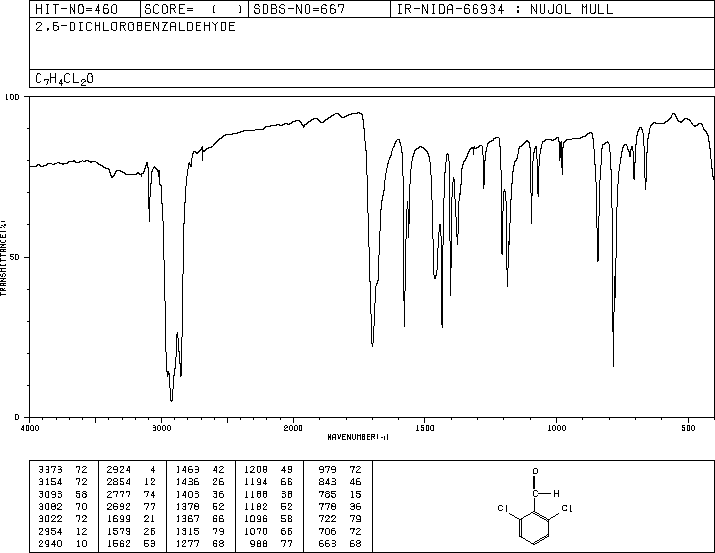 HIT-NO=460 SCORE= ( ) SDBS-NO=667 IR-NIDA-66934 : NUJOL MULL
2,6-DICHLOROBENZALDEHYDE
C7H4CL2O
100
50
0
TRANSMITTANCE(%)
4000 3000 2000 1500 1000 500
WAVENUMBER(-1)
3373 72 2924 4 1463 42 1208 49 979 72
3154 72 2854 12 1436 26 1194 66 843 46
3093 58 2777 74 1403 36 1188 38 785 15
3082 70 2692 77 1378 52 1182 52 778 36
3022 72 1699 21 1367 66 1096 58 722 79
2954 12 1579 26 1315 79 1070 66 706 72
2940 10 1562 53 1277 68 988 77 663 68
O
C H
Cl Cl